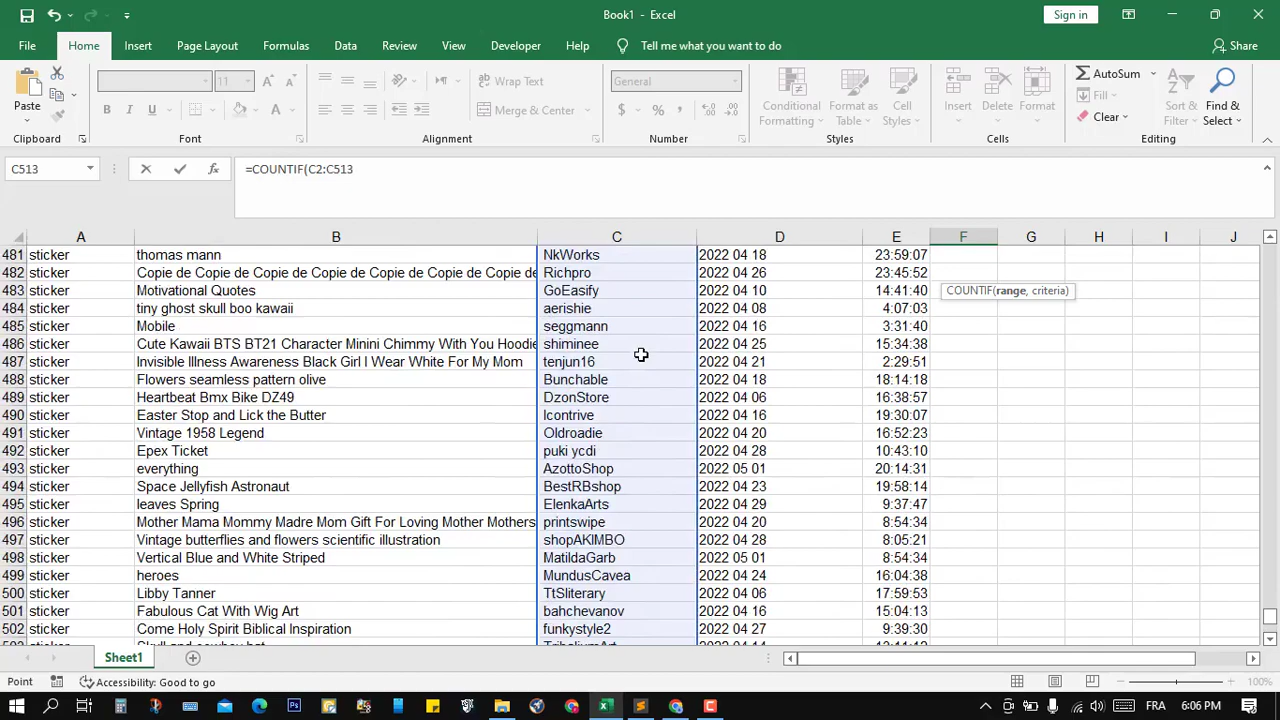 Book1 - Excel
Sign in
File Home Insert Page Layout Formulas Data Review View Developer Help Tell me what you want to do Share
Paste
Clipboard
11
B I U
Font
Wrap Text
Merge & Center
Alignment
General
$ % ,
Number
Conditional Formatting
Format as Table
Cell Styles
Styles
Insert
Delete
Format
Cells
AutoSum
Fill
Clear
Sort & Filter
Find & Select
Editing
C513 fx =COUNTIF(C2:C513
A B C D E F G H I J
481 sticker thomas mann NkWorks 2022 04 18 23:59:07
482 sticker Copie de Copie de Copie de Copie de Copie de Copie de Copie de Richpro 2022 04 26 23:45:52
483 sticker Motivational Quotes GoEasify 2022 04 10 14:41:40
COUNTIF(range, criteria)
484 sticker tiny ghost skull boo kawaii aerishie 2022 04 08 4:07:03
485 sticker Mobile seggmann 2022 04 16 3:31:40
486 sticker Cute Kawaii BTS BT21 Character Minini Chimmy With You Hoodie shiminee 2022 04 25 15:34:38
487 sticker Invisible Illness Awareness Black Girl I Wear White For My Mom tenjun16 2022 04 21 2:29:51
488 sticker Flowers seamless pattern olive Bunchable 2022 04 18 18:14:18
489 sticker Heartbeat Bmx Bike DZ49 DzonStore 2022 04 06 16:38:57
490 sticker Easter Stop and Lick the Butter Icontrive 2022 04 16 19:30:07
491 sticker Vintage 1958 Legend Oldroadie 2022 04 20 16:52:23
492 sticker Epex Ticket puki ycdi 2022 04 28 10:43:10
493 sticker everything AzottoShop 2022 05 01 20:14:31
494 sticker Space Jellyfish Astronaut BestRBshop 2022 04 23 19:58:14
495 sticker leaves Spring ElenkaArts 2022 04 29 9:37:47
496 sticker Mother Mama Mommy Madre Mom Gift For Loving Mother Mothers printswipe 2022 04 20 8:54:34
497 sticker Vintage butterflies and flowers scientific illustration shopAKIMBO 2022 04 28 8:05:21
498 sticker Vertical Blue and White Striped MatildaGarb 2022 05 01 8:54:34
499 sticker heroes MundusCavea 2022 04 24 16:04:38
500 sticker Libby Tanner TtSliterary 2022 04 06 17:59:53
501 sticker Fabulous Cat With Wig Art bahchevanov 2022 04 16 15:04:13
502 sticker Come Holy Spirit Biblical Inspiration funkystyle2 2022 04 27 9:39:30
Sheet1
Point Accessibility: Good to go 100%
FRA 6:06 PM